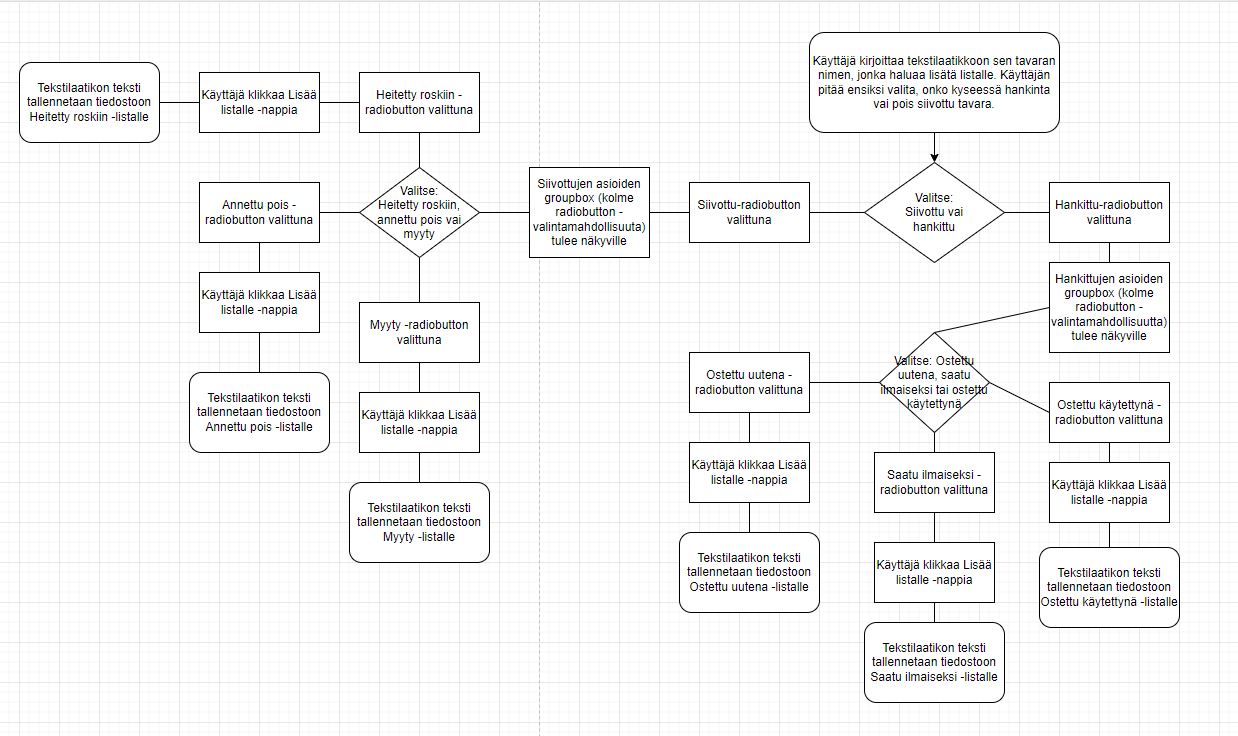 Käyttäjä kirjoittaa tekstilaatikkoon sen tavaran
nimen, jonka haluaa lisätä listalle. Käyttäjän
pitää ensiksi valita, onko kyseessä hankinta
vai pois siivottu tavara.
Tekstilaatikon teksti
tallennetaan tiedostoon
Heitetty roskiin -listalle
Käyttäjä klikkaa Lisää
listalle -nappia
Heitetty roskiin -
radiobutton valittuna
Annettu pois -
radiobutton valittuna
Valitse:
Heitetty roskiin,
annettu pois vai
myyty
Siivottujen asioiden
groupbox (kolme
radiobutton -
valintamahdollisuuta)
tulee näkyville
Siivottu-radiobutton
valittuna
Valitse:
Siivottu vai
hankittu
Hankittu-radiobutton
valittuna
Käyttäjä klikkaa Lisää
listalle -nappia
Tekstilaatikon teksti
tallennetaan tiedostoon
Annettu pois -listalle
Myyty -radiobutton
valittuna
Käyttäjä klikkaa Lisää
listalle -nappia
Tekstilaatikon teksti
tallennetaan tiedostoon
Myyty -listalle
Hankittujen asioiden
groupbox (kolme
radiobutton -
valintamahdollisuutta)
tulee näkyville
Valitse: Ostettu
uutena, saatu
ilmaiseksi tai ostettu
käytettynä
Ostettu uutena -
radiobutton valittuna
Käyttäjä klikkaa Lisää
listalle -nappia
Tekstilaatikon teksti
tallennetaan tiedostoon
Ostettu uutena -listalle
Saatu ilmaiseksi -
radiobutton valittuna
Käyttäjä klikkaa Lisää
listalle -nappia
Tekstilaatikon teksti
tallennetaan tiedostoon
Saatu ilmaiseksi -listalle
Ostettu käytettynä -
radiobutton valittuna
Käyttäjä klikkaa Lisää
listalle -nappia
Tekstilaatikon teksti
tallennetaan tiedostoon
Ostettu käytettynä -listalle